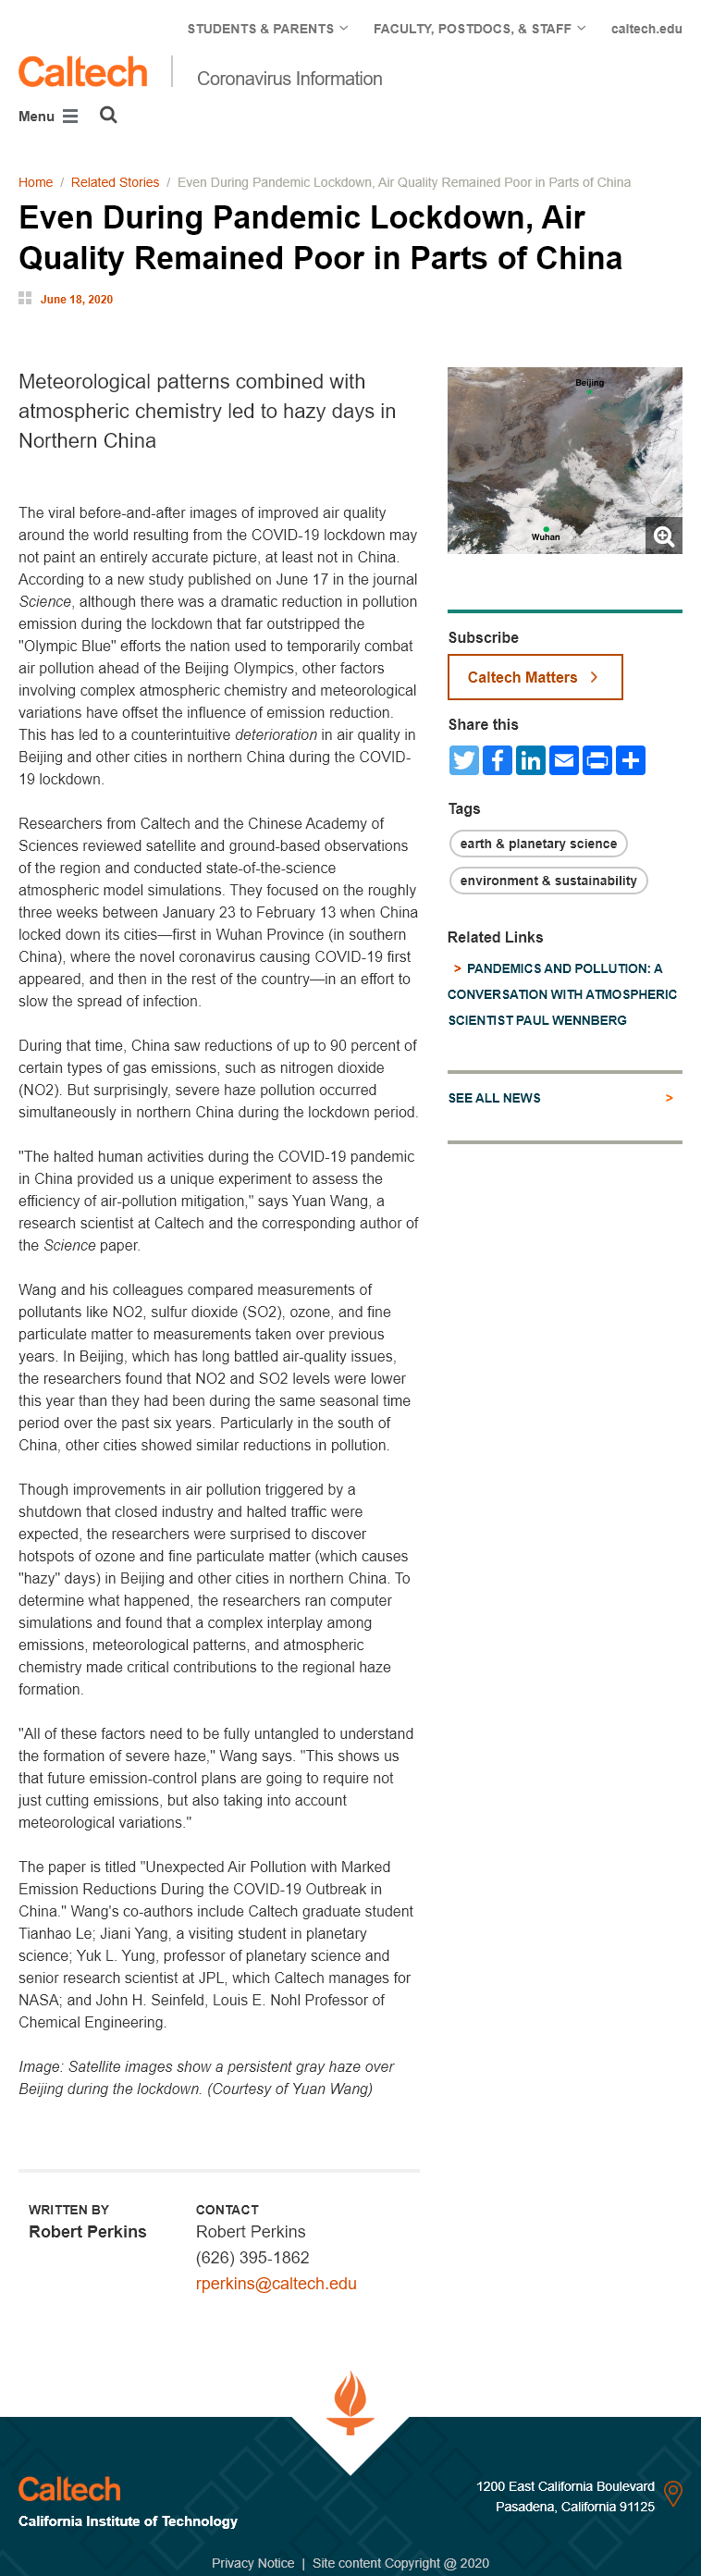 STUDENTS & PARENTS
FACULTY, POSTDOCS, & STAFF
caltech.edu
Caltech
Coronavirus Information
Menu
Home / Related Stories / Even During Pandemic Lockdown, Air Quality Remained Poor in Parts of China
Even During Pandemic Lockdown, Air
Quality Remained Poor in Parts of China
June 18, 2020
Meteorological patterns combined with
atmospheric chemistry led to hazy days in
Northern China
The viral before-and-after images of improved air quality
around the world resulting from the COVID-19 lockdown may
not paint an entirely accurate picture, at least not in China.
According to a new study published on June 17 in the journal
Science, although there was a dramatic reduction in pollution
emission during the lockdown that far outstripped the
"Olympic Blue" efforts the nation used to temporarily combat
air pollution ahead of the Beijing Olympics, other factors
involving complex atmospheric chemistry and meteorological
variations have offset the influence of emission reduction.
This has led to a counterintuitive deterioration in air quality in
Beijing and other cities in northern China during the COVID-
19 lockdown.
Researchers from Caltech and the Chinese Academy of
Sciences reviewed satellite and ground-based observations
of the region and conducted state-of-the-science
atmospheric model simulations. They focused on the roughly
three weeks between January 23 to February 13 when China
locked down its cities—first in Wuhan Province (in southern
China), where the novel coronavirus causing COVID-19 first
appeared, and then in the rest of the country—in an effort to
slow the spread of infection.
During that time, China saw reductions of up to 90 percent of
certain types of gas emissions, such as nitrogen dioxide
(NO2). But surprisingly, severe haze pollution occurred
simultaneously in northern China during the lockdown period.
"The halted human activities during the COVID-19 pandemic
in China provided us a unique experiment to assess the
efficiency of air-pollution mitigation," says Yuan Wang, a
research scientist at Caltech and the corresponding author of
the Science paper.
Wang and his colleagues compared measurements of
pollutants like NO2, sulfur dioxide (SO2), ozone, and fine
particulate matter to measurements taken over previous
years. In Beijing, which has long battled air-quality issues,
the researchers found that NO2 and SO2 levels were lower
this year than they had been during the same seasonal time
period over the past six years. Particularly in the south of
China, other cities showed similar reductions in pollution.
Though improvements in air pollution triggered by a
shutdown that closed industry and halted traffic were
expected, the researchers were surprised to discover
hotspots of ozone and fine particulate matter (which causes
"hazy" days) in Beijing and other cities in northern China. To
determine what happened, the researchers ran computer
simulations and found that a complex interplay among
emissions, meteorological patterns, and atmospheric
chemistry made critical contributions to the regional haze
formation.
"All of these factors need to be fully untangled to understand
the formation of severe haze," Wang says. "This shows us
that future emission-control plans are going to require not
just cutting emissions, but also taking into account
meteorological variations."
The paper is titled "Unexpected Air Pollution with Marked
Emission Reductions During the COVID-19 Outbreak in
China." Wang's co-authors include Caltech graduate student
Tianhao Le; Jiani Yang, a visiting student in planetary
science; Yuk L. Yung, professor of planetary science and
senior research scientist at JPL, which Caltech manages for
NASA; and John H. Seinfeld, Louis E. Nohl Professor of
Chemical Engineering.
Image: Satellite images show a persistent gray haze over
Beijing during the lockdown. (Courtesy of Yuan Wang)
Beijing
Wuhan
Subscribe
Caltech Matters >
Share this
Tags
earth & planetary science
environment & sustainability
Related Links
> PANDEMICS AND POLLUTION: A
CONVERSATION WITH ATMOSPHERIC
SCIENTIST PAUL WENNBERG
SEE ALL NEWS >
WRITTEN BY
Robert Perkins
CONTACT
Robert Perkins
(626) 395-1862
rperkins@caltech.edu
Caltech
California Institute of Technology
1200 East California Boulevard
Pasadena, California 91125
Privacy Notice | Site content Copyright @ 2020